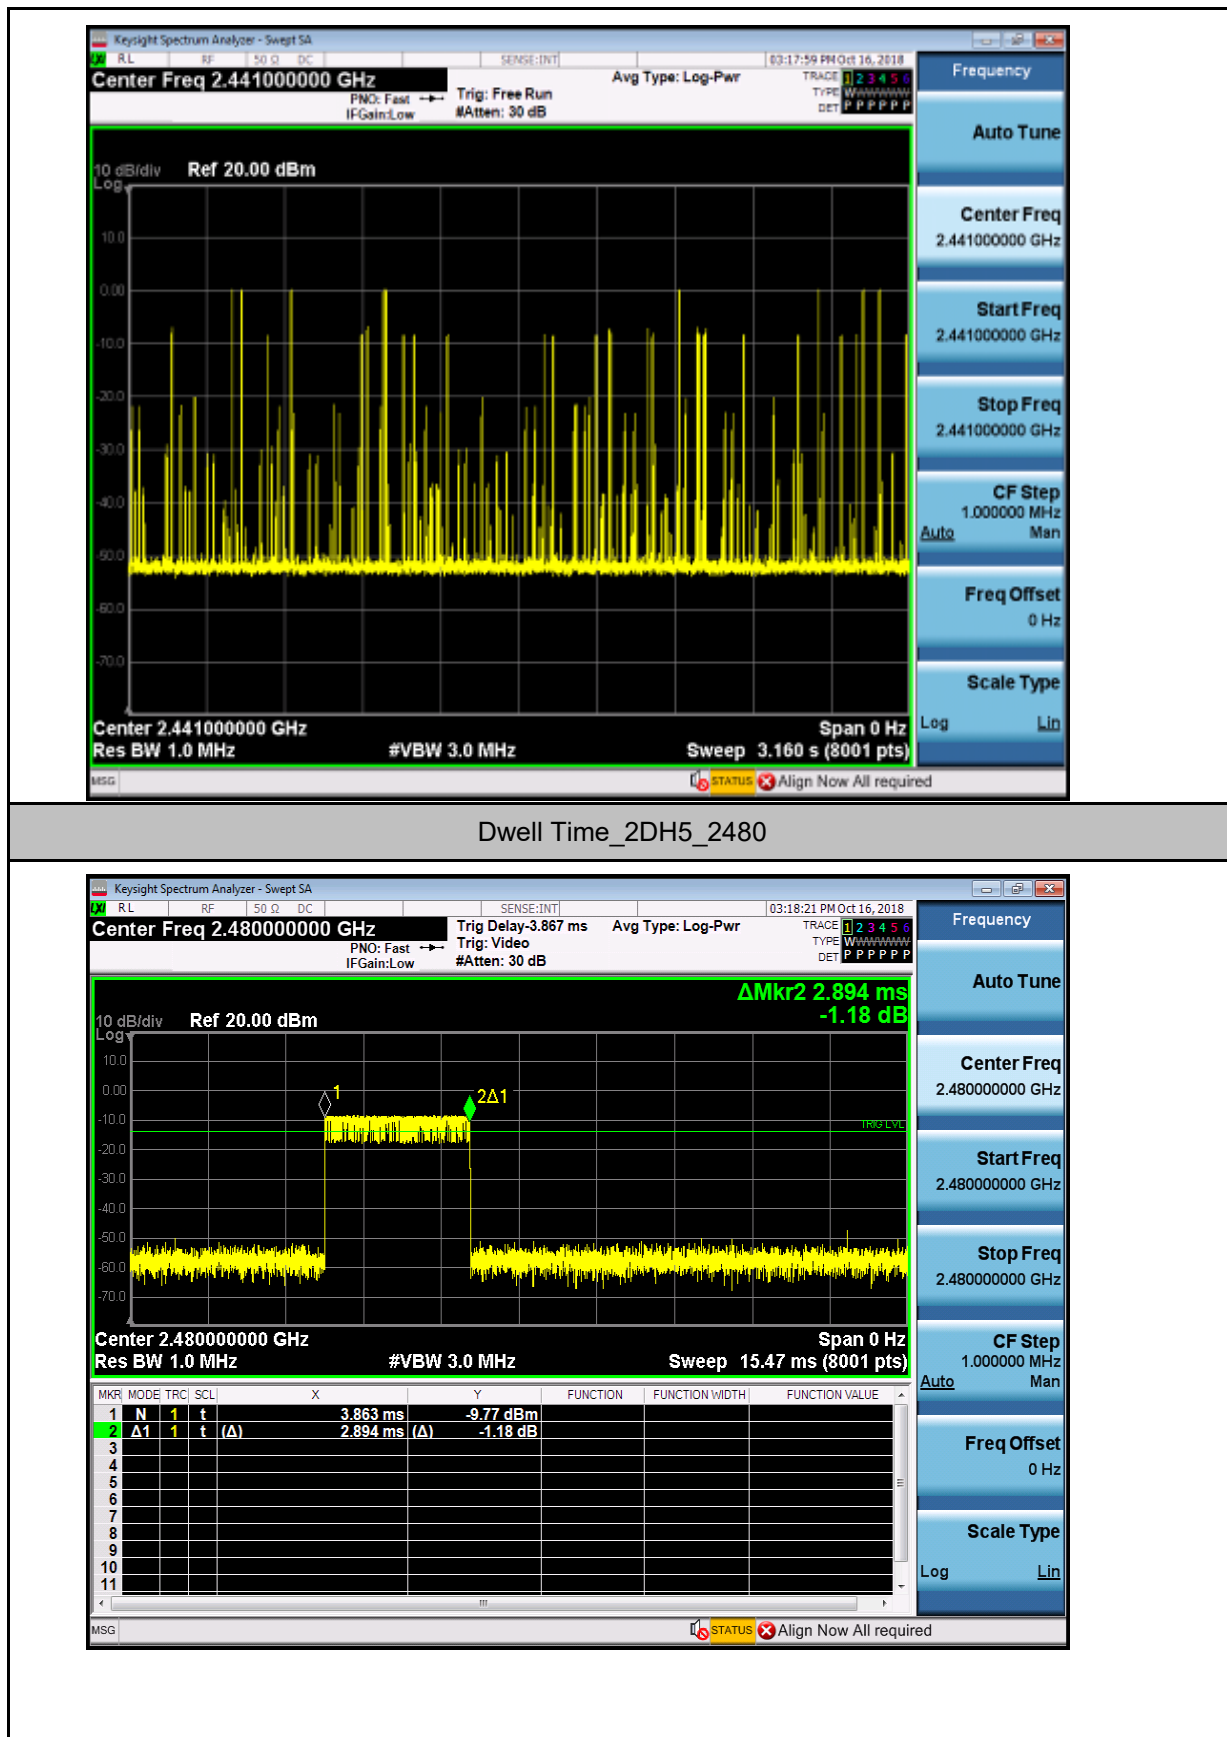 Keysight Spectrum Analyzer - Swept SA
LXI RL RF 50 Ω DC SENSE:INT 03:17:59 PM Oct 16, 2018
Center Freq 2.441000000 GHz
PNO: Fast
IFGain:Low
Trig: Free Run
#Atten: 30 dB
Avg Type: Log-Pwr
TRACE 1 2 3 4 5 6
TYPE W W W W W W
DET P P P P P P
10 dB/div Ref 20.00 dBm
Log
10.0
0.00
-10.0
-20.0
-30.0
-40.0
-50.0
-60.0
-70.0
Center 2.441000000 GHz Span 0 Hz
Res BW 1.0 MHz #VBW 3.0 MHz Sweep 3.160 s (8001 pts)
Frequency
Auto Tune
Center Freq
2.441000000 GHz
Start Freq
2.441000000 GHz
Stop Freq
2.441000000 GHz
CF Step
1.000000 MHz
Auto Man
Freq Offset
0 Hz
Scale Type
Log Lin
MSG STATUS Align Now All required
Dwell Time_2DH5_2480
Keysight Spectrum Analyzer - Swept SA
LXI RL RF 50 Ω DC SENSE:INT 03:18:21 PM Oct 16, 2018
Center Freq 2.480000000 GHz
PNO: Fast
IFGain:Low
Trig Delay-3.867 ms
Trig: Video
#Atten: 30 dB
Avg Type: Log-Pwr
TRACE 1 2 3 4 5 6
TYPE W W W W W W
DET P P P P P P
ΔMkr2 2.894 ms
-1.18 dB
10 dB/div Ref 20.00 dBm
Log
10.0
0.00
-10.0
-20.0
-30.0
-40.0
-50.0
-60.0
-70.0
1
2Δ1
TRIG LVL
Center 2.480000000 GHz Span 0 Hz
Res BW 1.0 MHz #VBW 3.0 MHz Sweep 15.47 ms (8001 pts)
MKR MODE TRC SCL X Y FUNCTION FUNCTION WIDTH FUNCTION VALUE
1 N 1 t 3.863 ms -9.77 dBm
2 Δ1 1 t (Δ) 2.894 ms (Δ) -1.18 dB
3
4
5
6
7
8
9
10
11
Frequency
Auto Tune
Center Freq
2.480000000 GHz
Start Freq
2.480000000 GHz
Stop Freq
2.480000000 GHz
CF Step
1.000000 MHz
Auto Man
Freq Offset
0 Hz
Scale Type
Log Lin
MSG STATUS Align Now All required